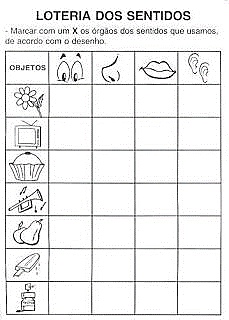 LOTERIA DOS SENTIDOS
- Marcar com um X os órgãos dos sentidos que usamos,
de acordo com o desenho.
OBJETOS